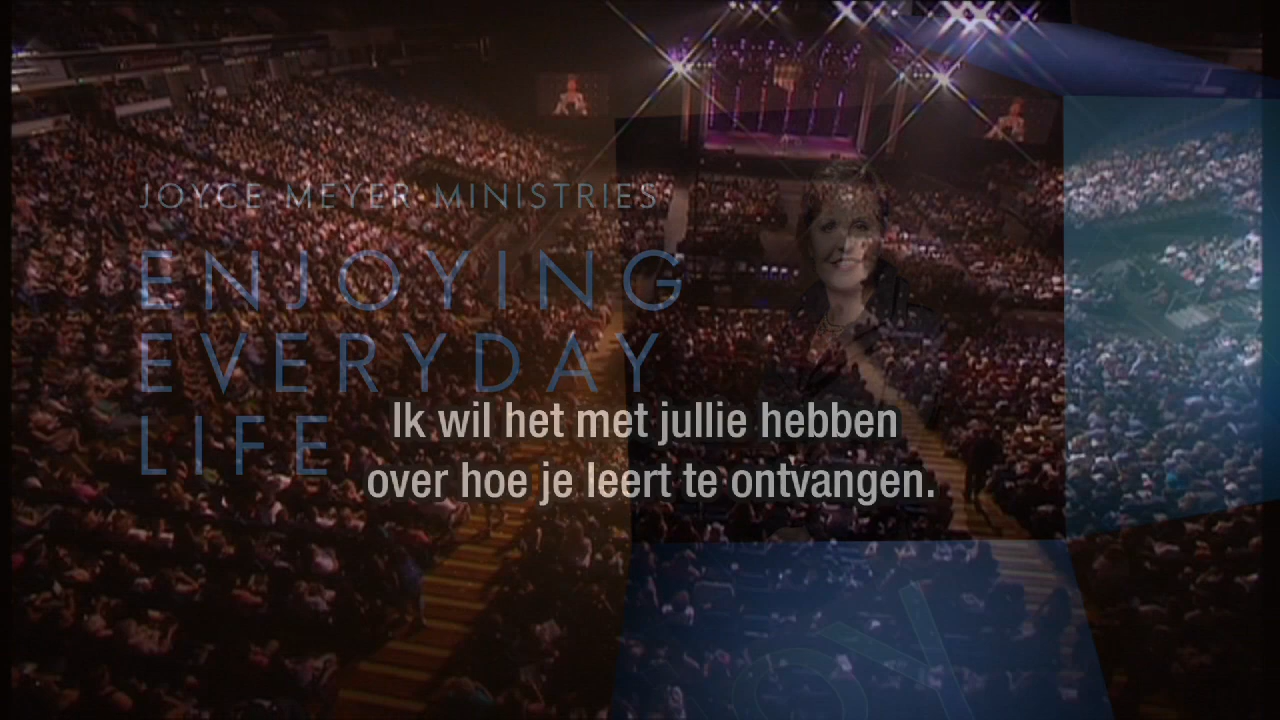 JOYCE MEYER MINISTRIES
ENJOYING
EVERYDAY
LIFE
Ik wil het met jullie hebben
over hoe je leert te ontvangen.